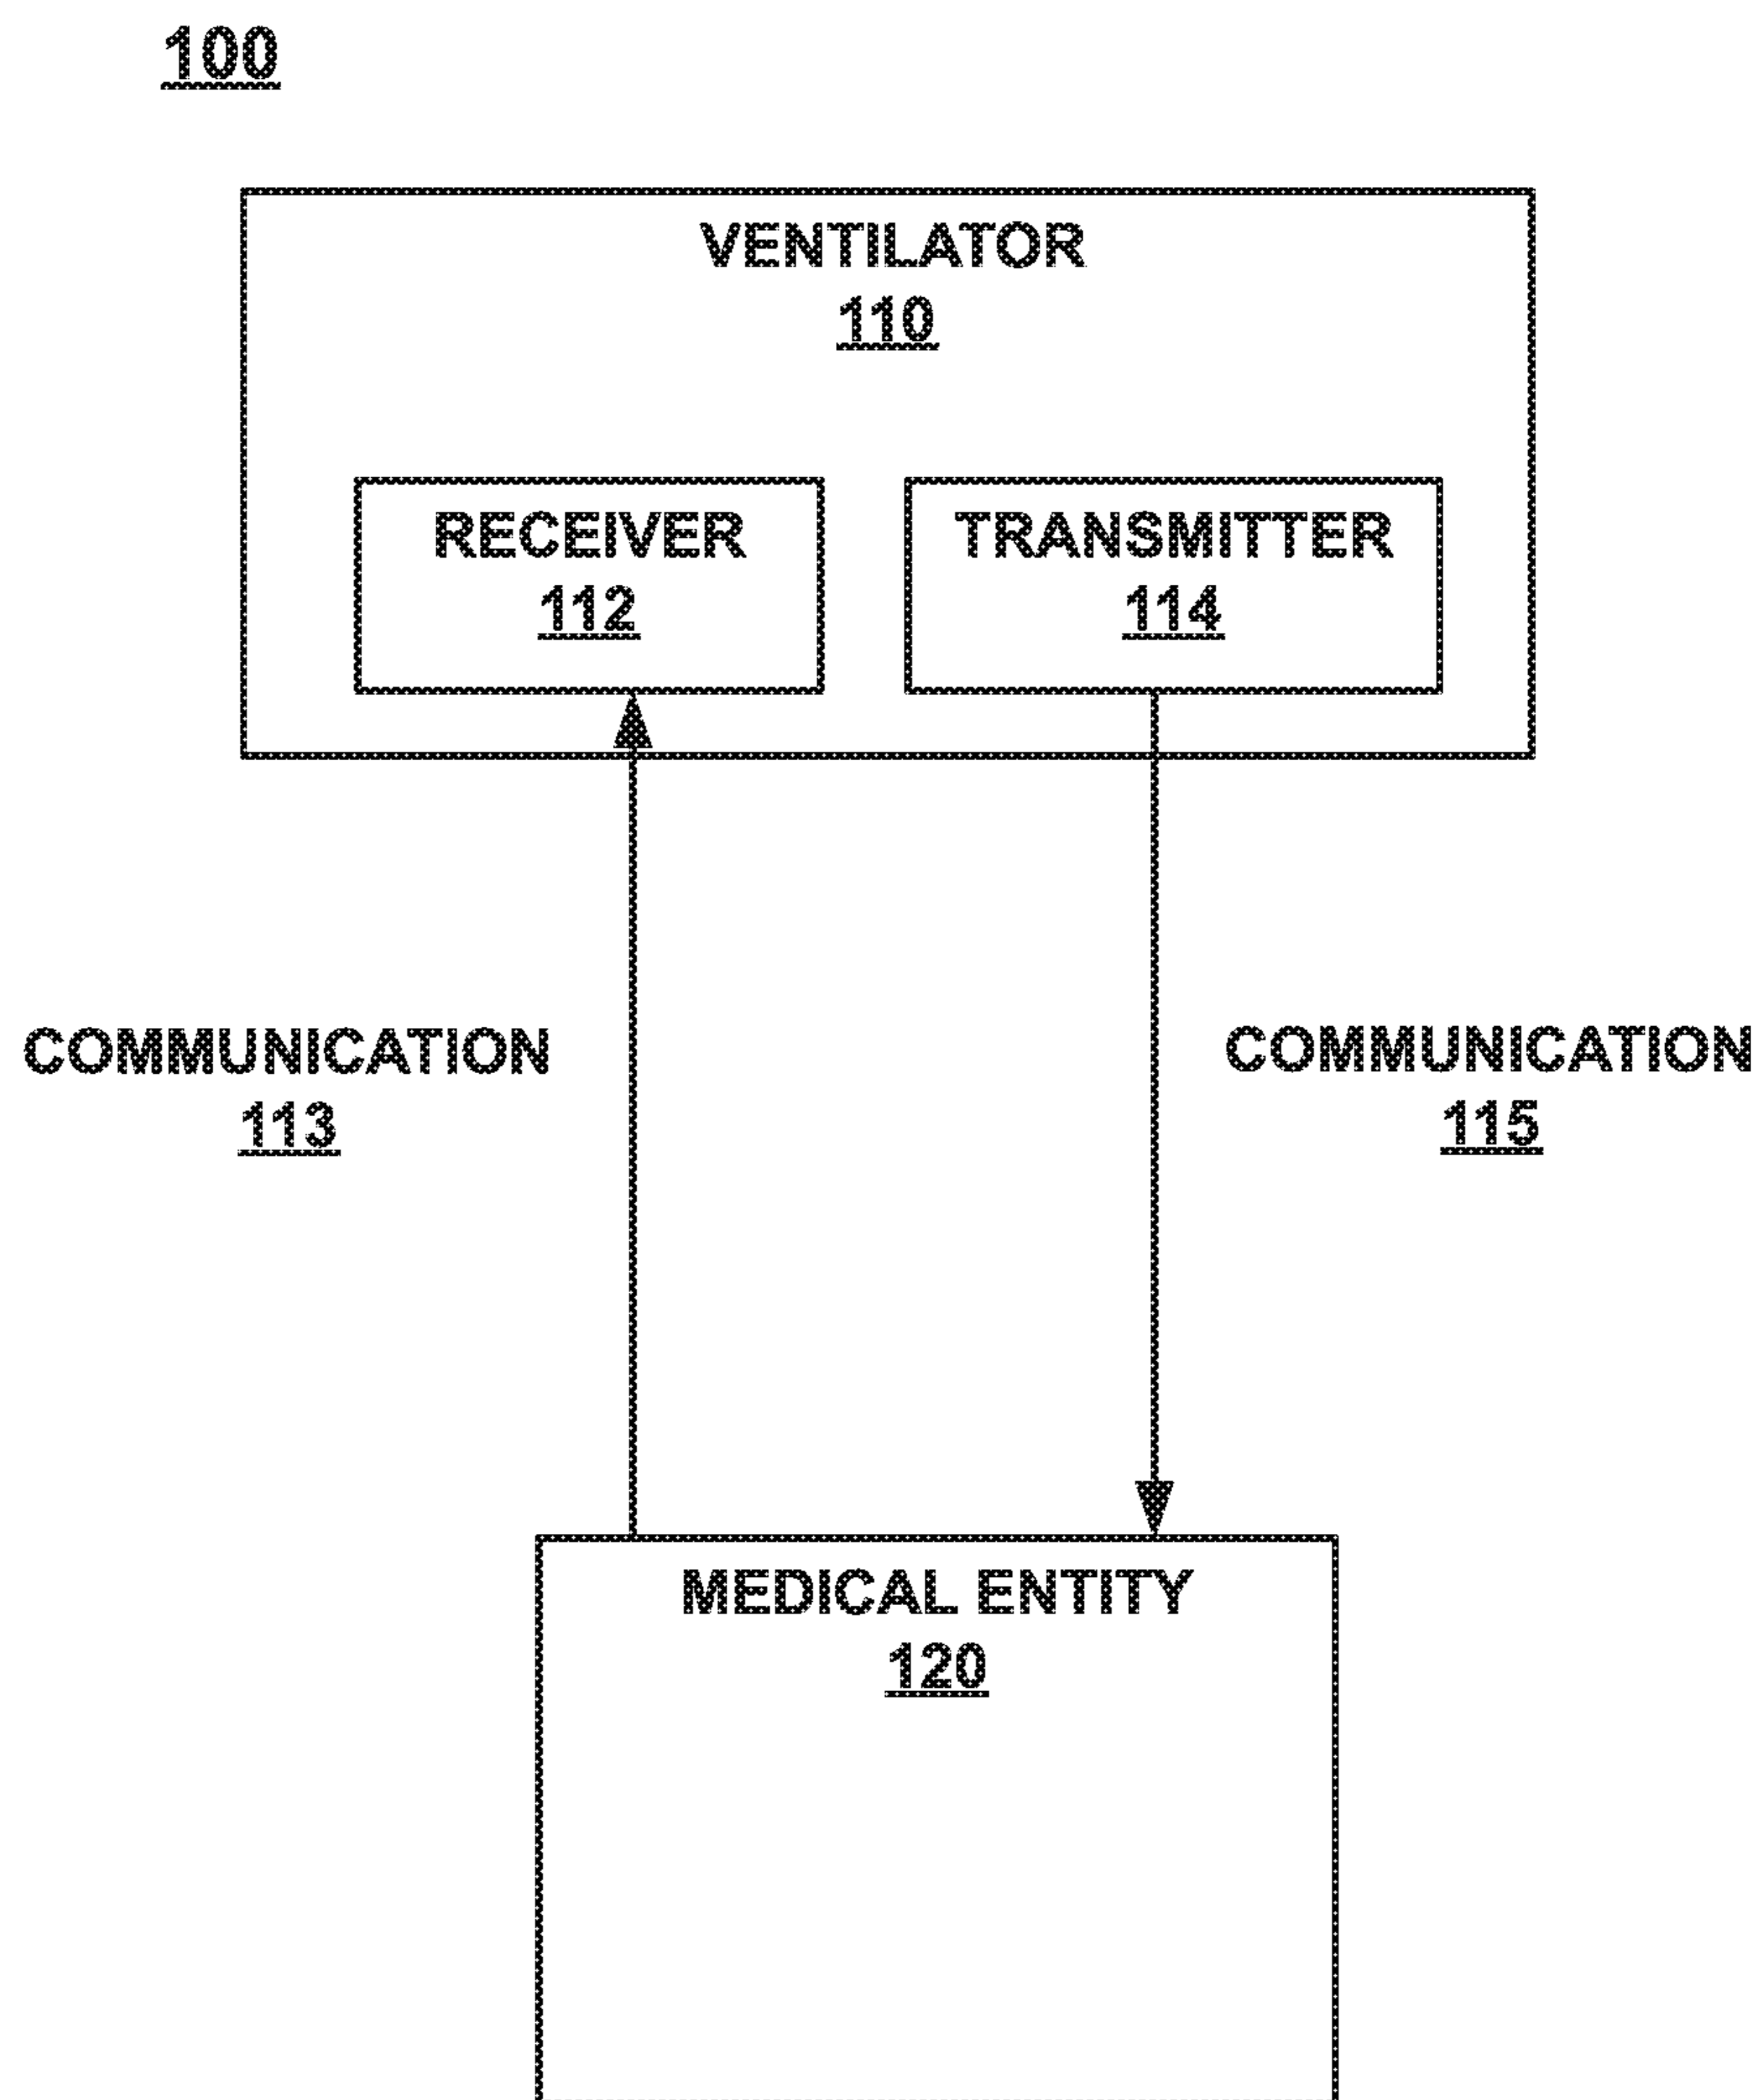 100
VENTILATOR
110
RECEIVER
112
TRANSMITTER
114
COMMUNICATION
113
COMMUNICATION
115
MEDICAL ENTITY
120